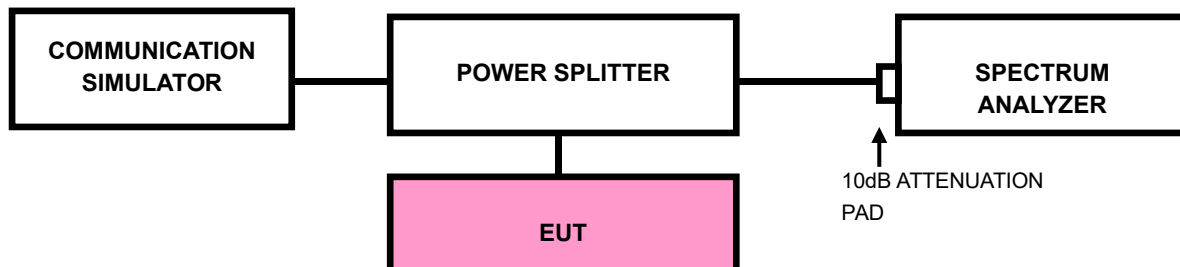 COMMUNICATION
SIMULATOR
POWER SPLITTER
SPECTRUM
ANALYZER
10dB ATTENUATION
PAD
EUT